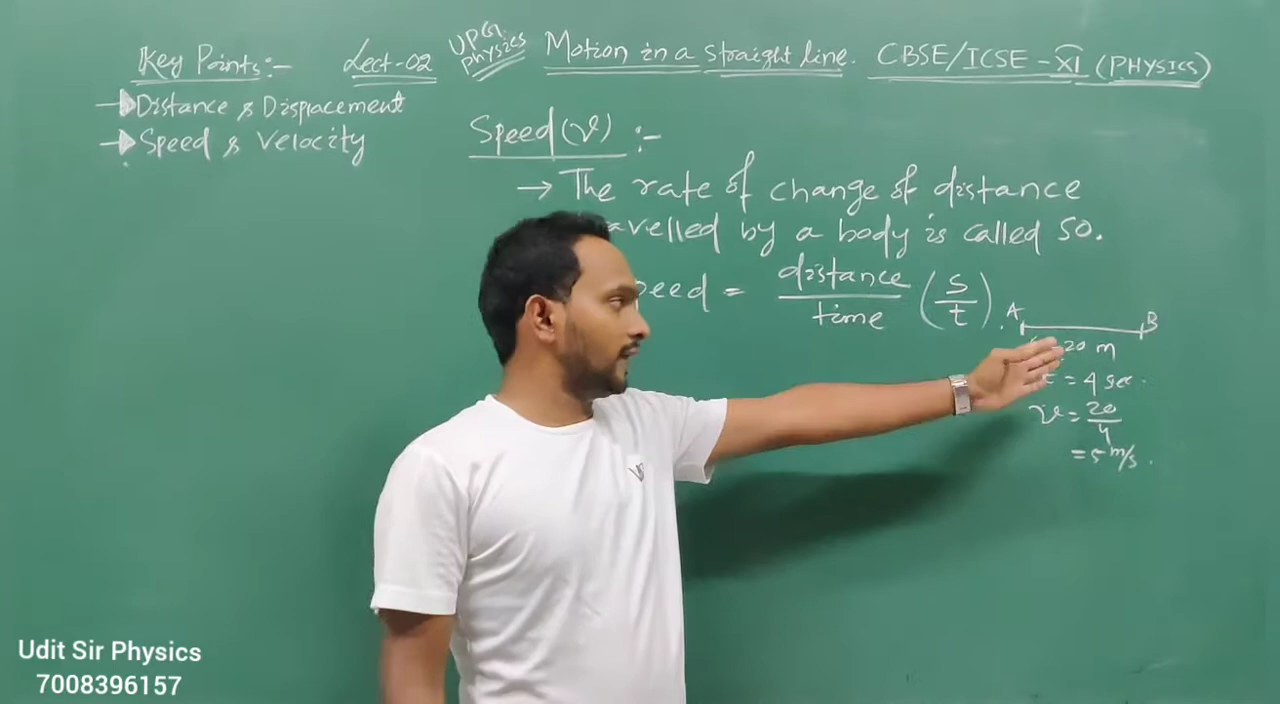 Key Points:-
Lect-02
UPG Physics
Motion in a straight line. CBSE/ICSE-XI (PHYSICS)
→Distance & Displacement
→Speed & Velocity
Speed(v) :-
→ The rate of change of distance
avelled by a body is called so.
peed = distance/time (s/t).
A B
20 m
= 4 sec.
v = 20/4
= 5 m/s.
Udit Sir Physics
7008396157